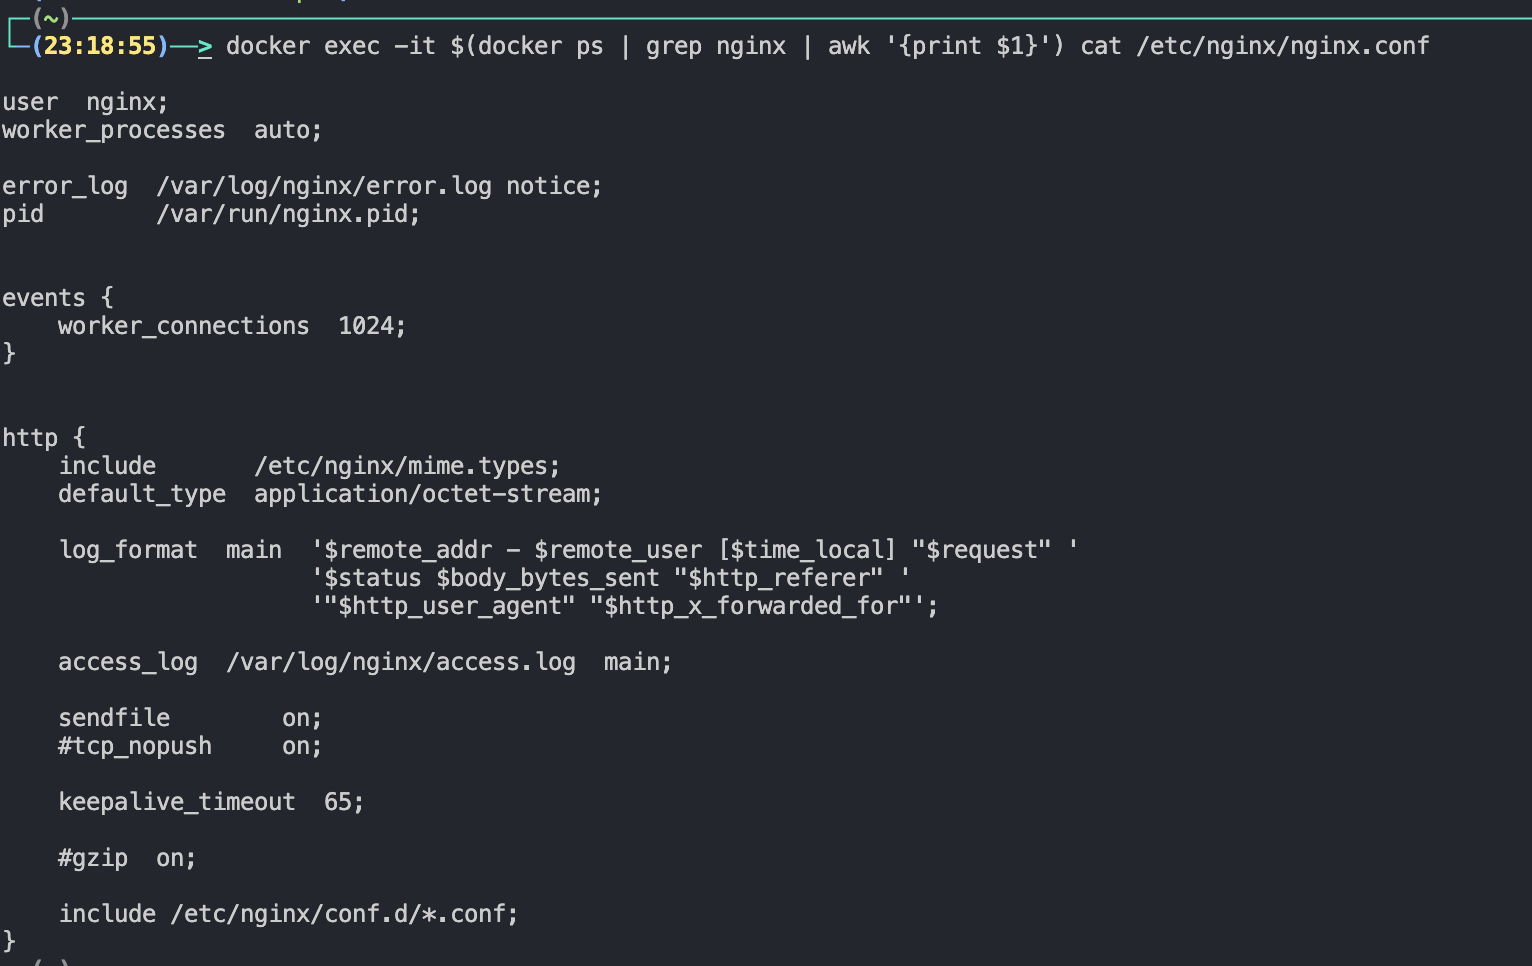 (~)
(23:18:55)──> docker exec -it $(docker ps | grep nginx | awk '{print $1}') cat /etc/nginx/nginx.conf
user  nginx;
worker_processes  auto;
error_log  /var/log/nginx/error.log notice;
pid        /var/run/nginx.pid;
events {
    worker_connections  1024;
}
http {
    include       /etc/nginx/mime.types;
    default_type  application/octet-stream;
    log_format  main  '$remote_addr - $remote_user [$time_local] "$request" '
                      '$status $body_bytes_sent "$http_referer" '
                      '"$http_user_agent" "$http_x_forwarded_for"';
    access_log  /var/log/nginx/access.log  main;
    sendfile        on;
    #tcp_nopush     on;
    keepalive_timeout  65;
    #gzip  on;
    include /etc/nginx/conf.d/*.conf;
}